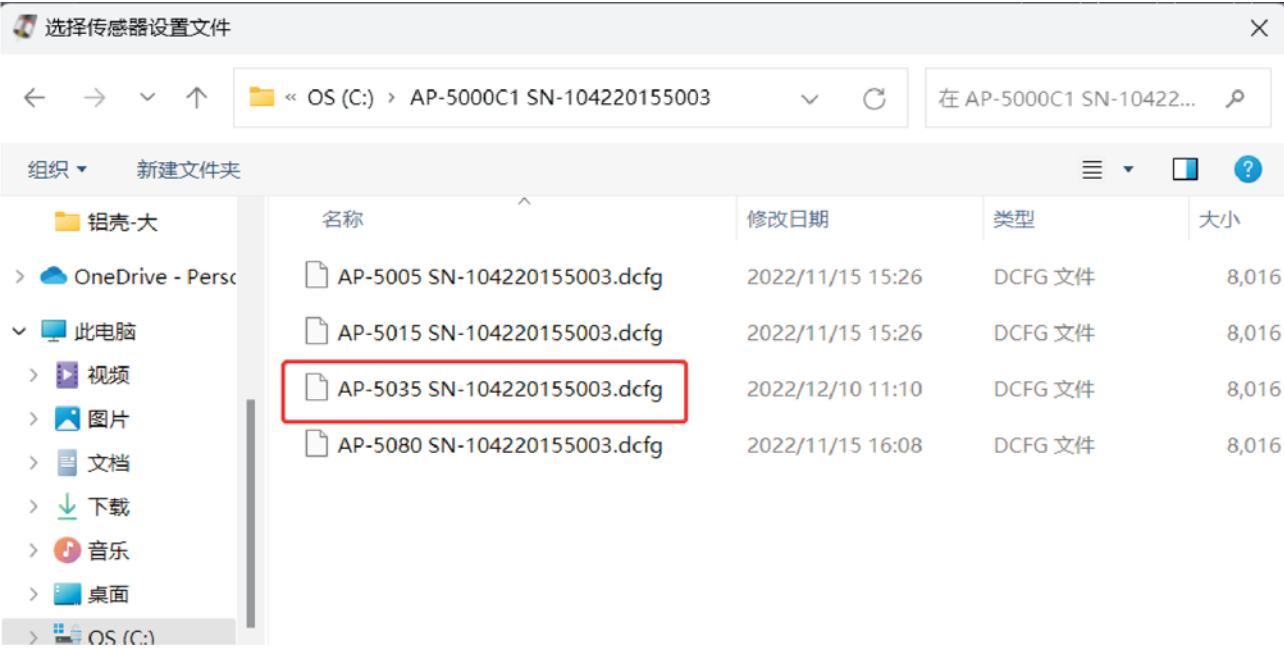 选择传感器设置文件
« OS (C:) › AP-5000C1 SN-104220155003
在 AP-5000C1 SN-10422...
组织
新建文件夹
铝壳-大
OneDrive - Perso
此电脑
视频
图片
文档
下载
音乐
桌面
OS (C:)
名称 修改日期 类型 大小
AP-5005 SN-104220155003.dcfg 2022/11/15 15:26 DCFG 文件 8,016
AP-5015 SN-104220155003.dcfg 2022/11/15 15:26 DCFG 文件 8,016
AP-5035 SN-104220155003.dcfg 2022/12/10 11:10 DCFG 文件 8,016
AP-5080 SN-104220155003.dcfg 2022/11/15 16:08 DCFG 文件 8,016